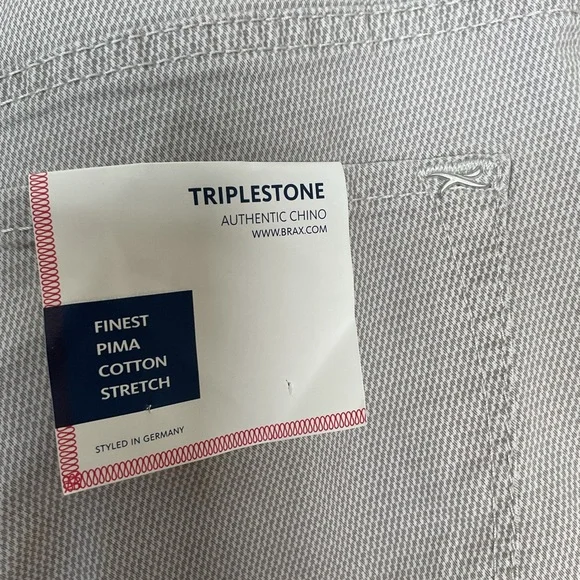 TRIPLESTONE
AUTHENTIC CHINO
WWW.BRAX.COM
FINEST
PIMA
COTTON
STRETCH
STYLED IN GERMANY